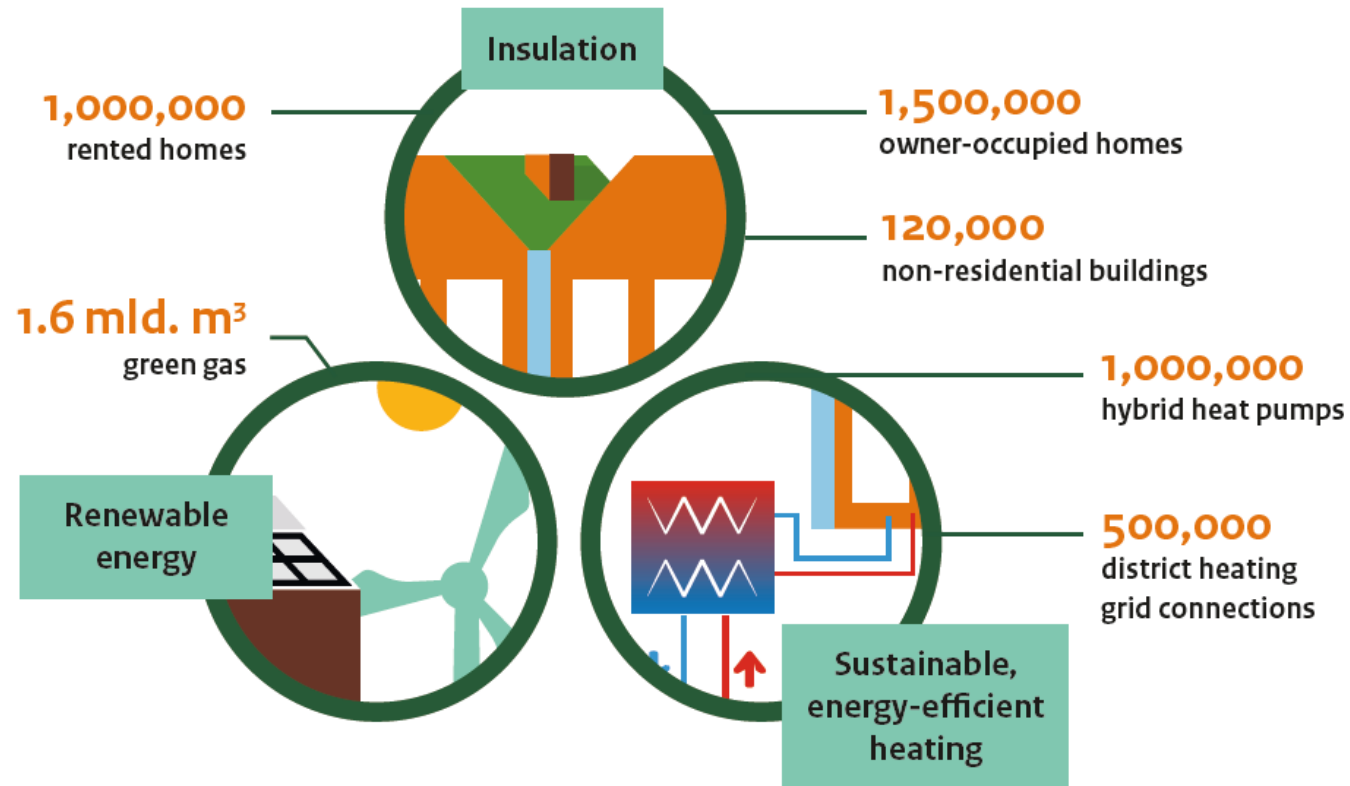 Insulation
1,000,000
rented homes
1,500,000
owner-occupied homes
120,000
non-residential buildings
1.6 mld. m³
green gas
Renewable
energy
1,000,000
hybrid heat pumps
500,000
district heating
grid connections
Sustainable,
energy-efficient
heating